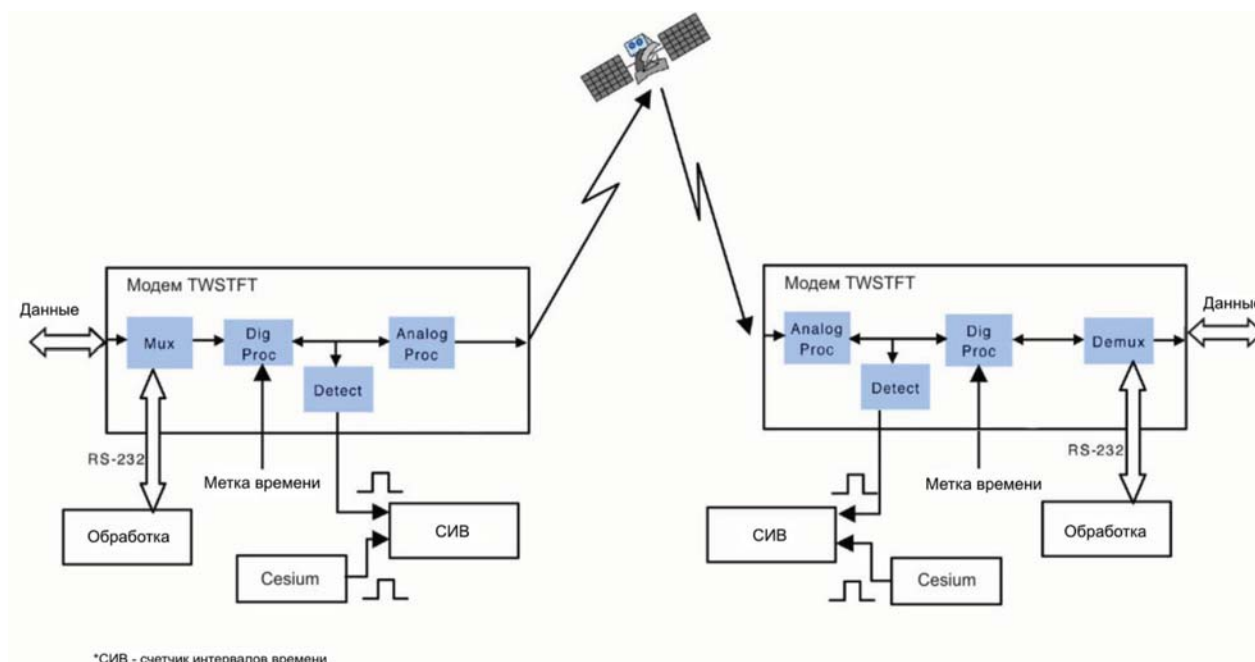 Модем TWSTFT
Данные
Mux
Dig
Proc
Analog
Proc
Detect
RS-232
Метка времени
Обработка
СИВ
Cesium
Модем TWSTFT
Данные
Analog
Proc
Dig
Proc
Demux
Detect
RS-232
Метка времени
СИВ
Обработка
Cesium
*СИВ - счетчик интервалов времени